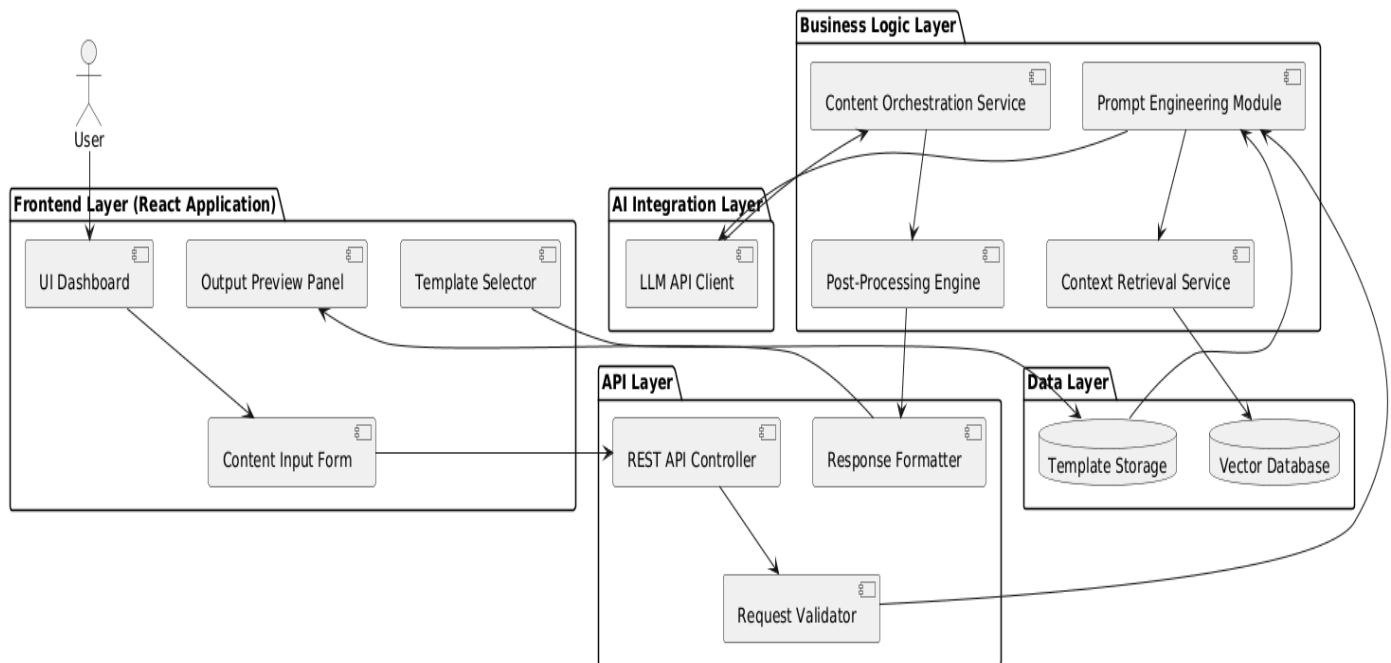 Business Logic Layer
Content Orchestration Service
Prompt Engineering Module
User
Frontend Layer (React Application)
AI Integration Layer
UI Dashboard
Output Preview Panel
Template Selector
LLM API Client
Post-Processing Engine
Context Retrieval Service
API Layer
Data Layer
Content Input Form
REST API Controller
Response Formatter
Template Storage
Vector Database
Request Validator